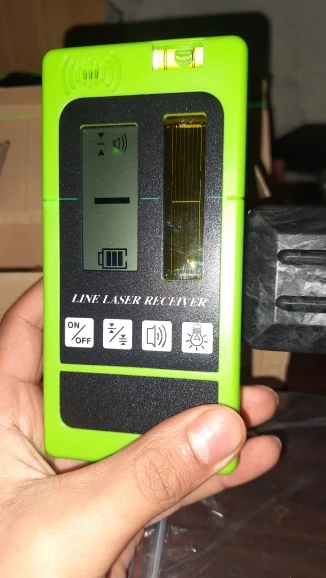 LINE LASER RECEIVER
ON/OFF